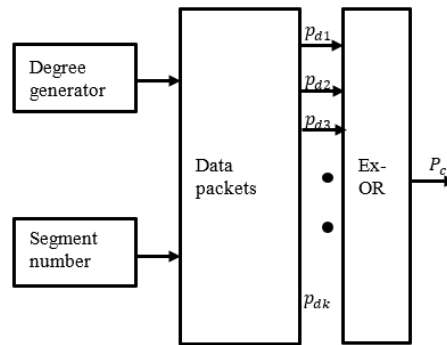 Degree
generator
Segment
number
Data
packets
p_{d1}
p_{d2}
p_{d3}
p_{dk}
Ex-
OR
P_c